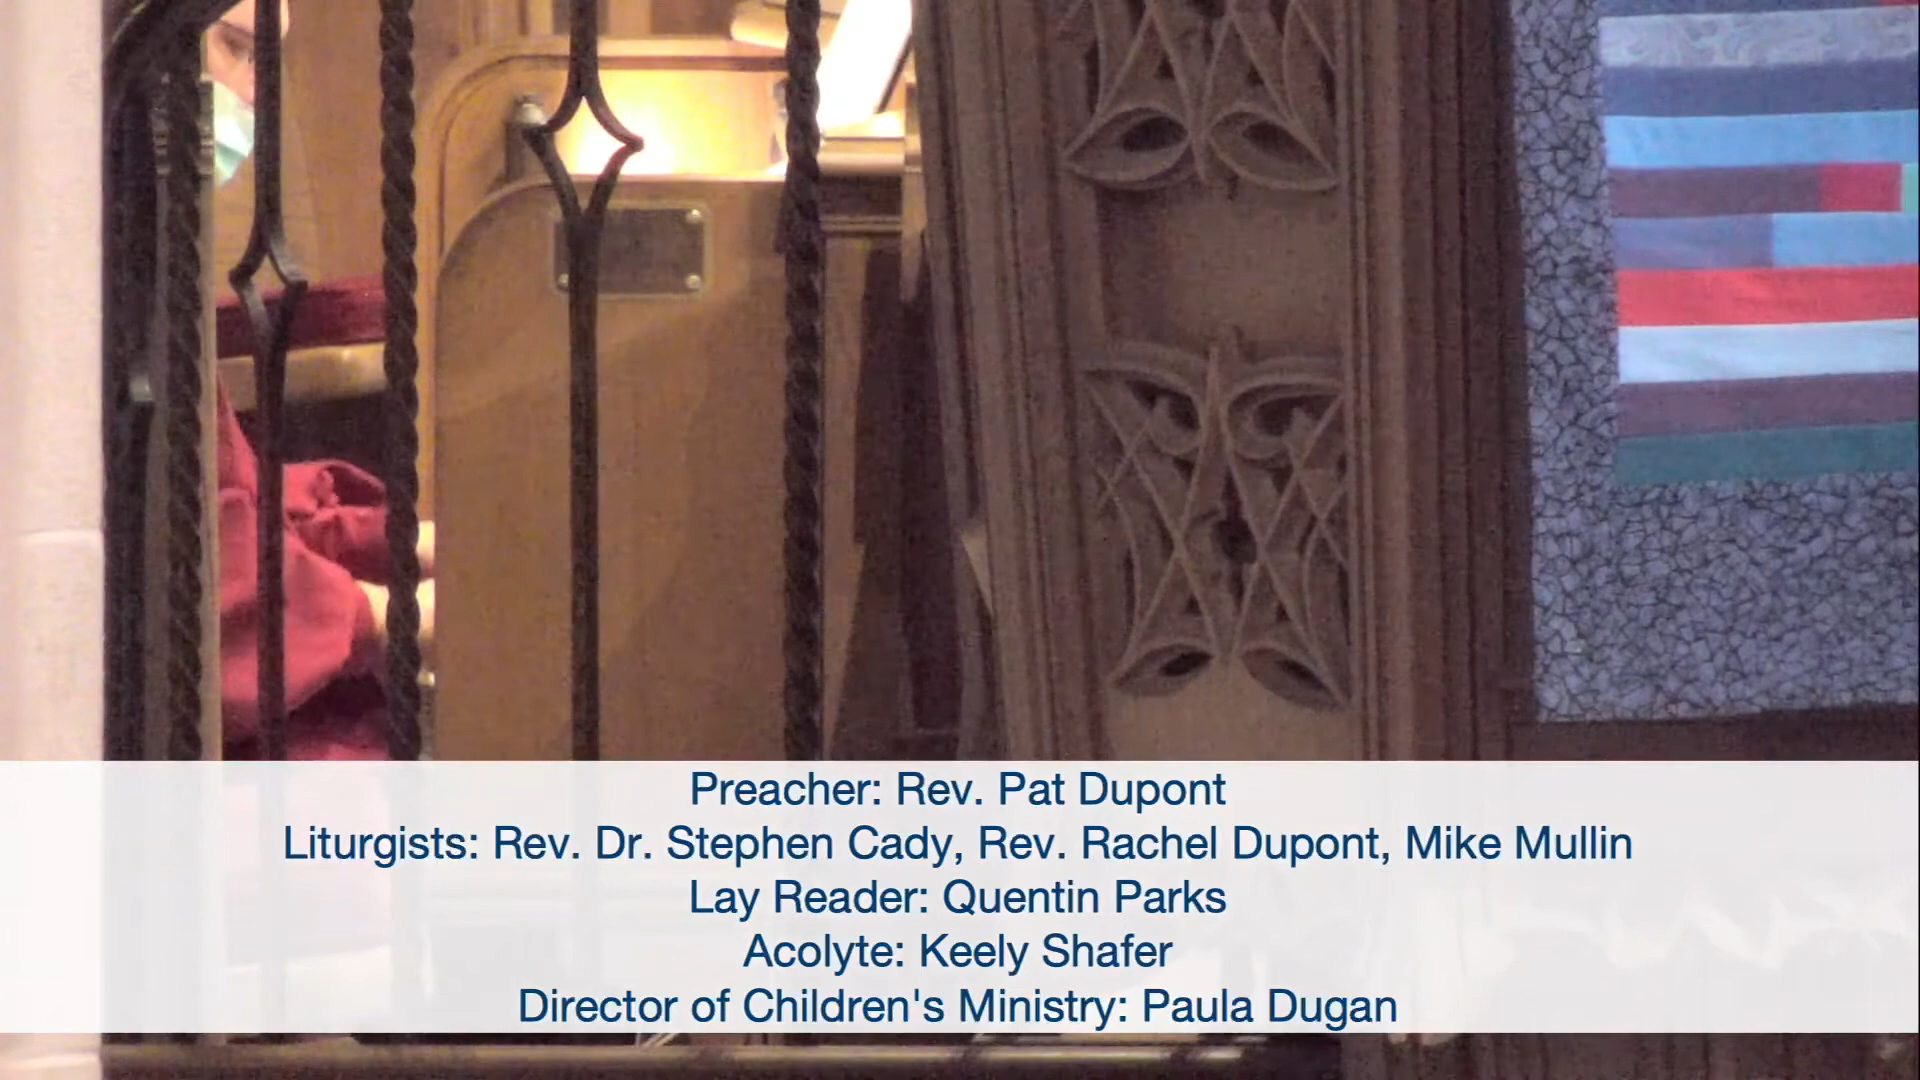 Preacher: Rev. Pat Dupont
Liturgists: Rev. Dr. Stephen Cady, Rev. Rachel Dupont, Mike Mullin
Lay Reader: Quentin Parks
Acolyte: Keely Shafer
Director of Children's Ministry: Paula Dugan